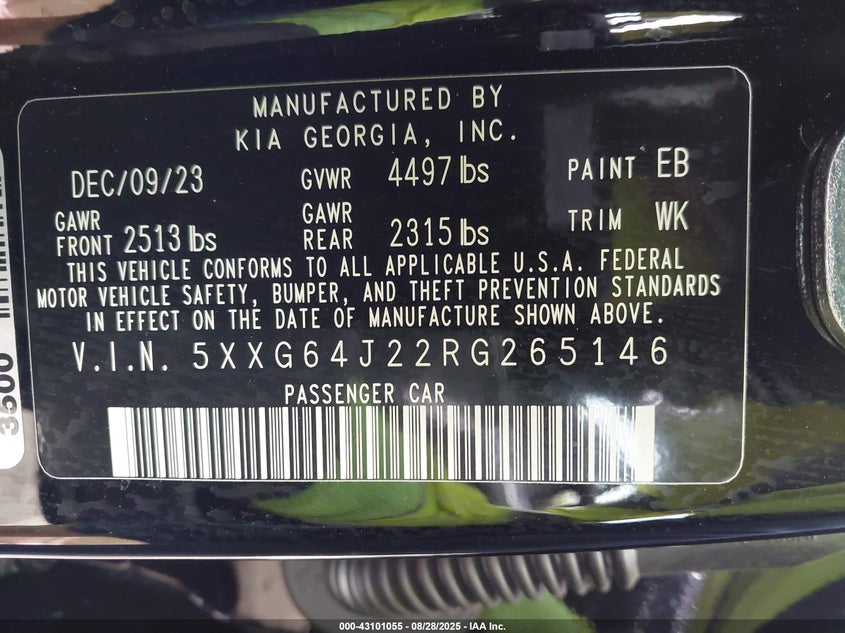 MANUFACTURED BY
KIA GEORGIA, INC.
DEC/09/23 GVWR 4497 lbs PAINT EB
GAWR FRONT 2513 lbs GAWR REAR 2315 lbs TRIM WK
THIS VEHICLE CONFORMS TO ALL APPLICABLE U.S.A. FEDERAL
MOTOR VEHICLE SAFETY, BUMPER, AND THEFT PREVENTION STANDARDS
IN EFFECT ON THE DATE OF MANUFACTURE SHOWN ABOVE.
V.I.N. 5XXG64J22RG265146
PASSENGER CAR
3500
000-43101055 - 08/28/2025 - IAA Inc.